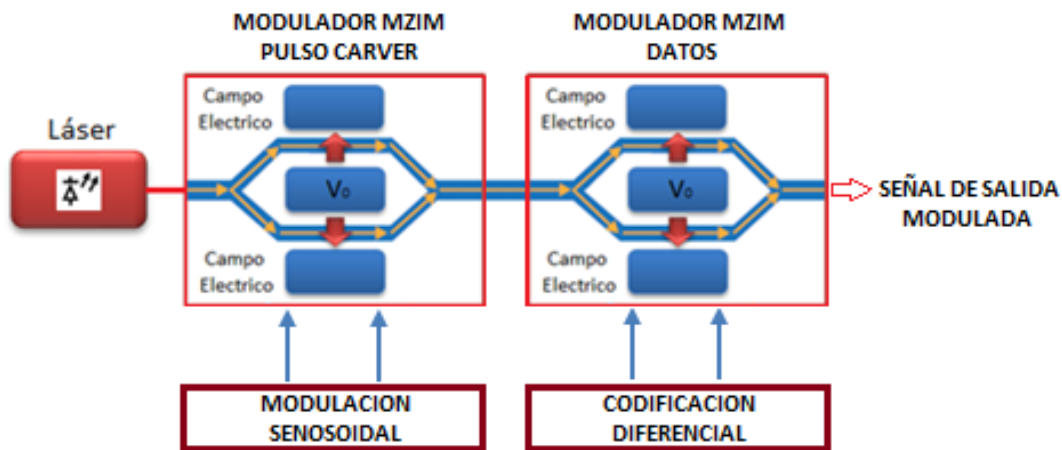 MODULADOR MZIM
PULSO CARVER
MODULADOR MZIM
DATOS
Láser
Campo
Electrico
V₀
Campo
Electrico
Campo
Electrico
V₀
Campo
Electrico
SEÑAL DE SALIDA
MODULADA
MODULACION
SENOSOIDAL
CODIFICACION
DIFERENCIAL